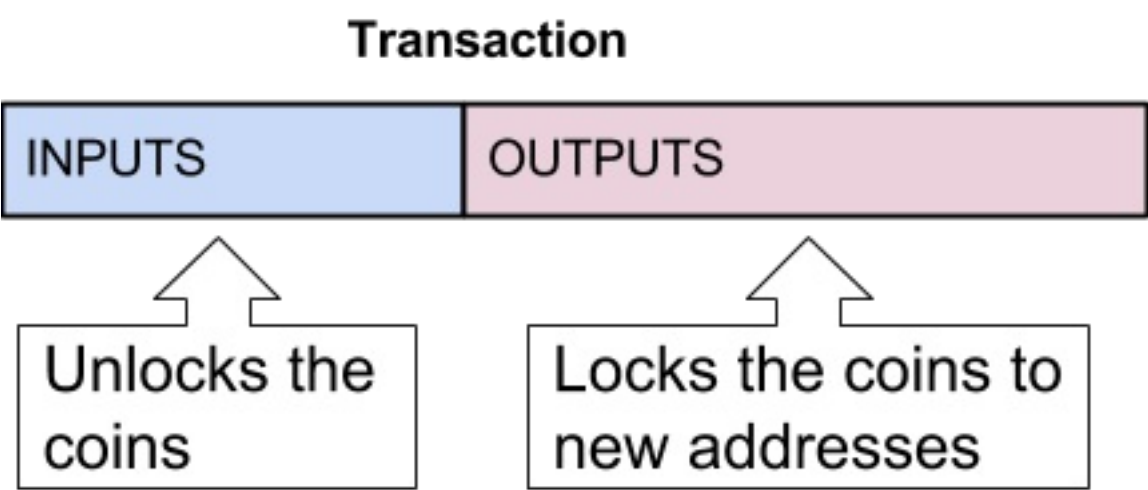 Transaction
INPUTS
OUTPUTS
Unlocks the
coins
Locks the coins to
new addresses